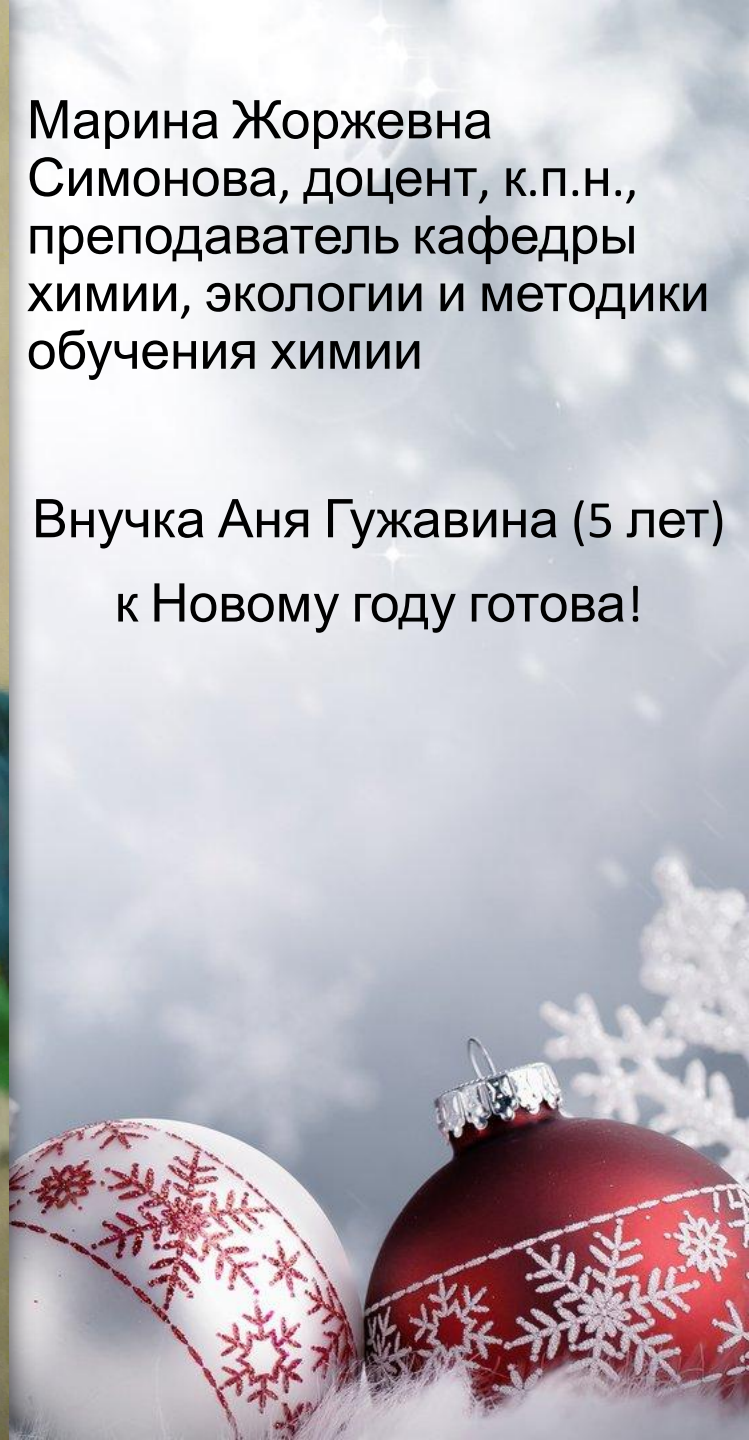 Марина Жоржевна
Симонова, доцент, к.п.н.,
преподаватель кафедры
химии, экологии и методики
обучения химии
Внучка Аня Гужавина (5 лет)
к Новому году готова!